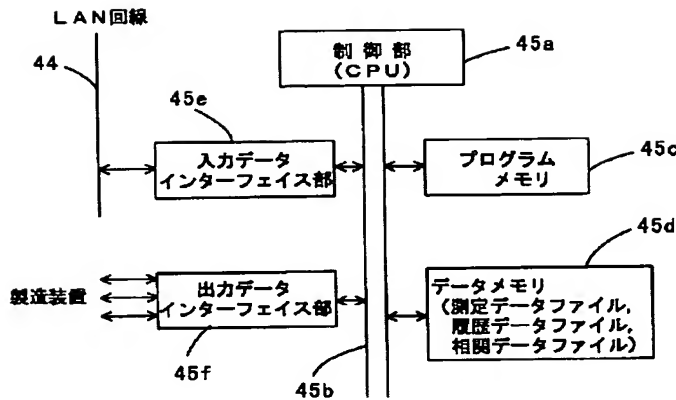 LAN回線
44
制御部
(CPU)
45a
45e
入力データ
インターフェイス部
プログラム
メモリ
45c
45d
製造装置
出力データ
インターフェイス部
データメモリ
(測定データファイル,
履歴データファイル,
相関データファイル)
45f
45b